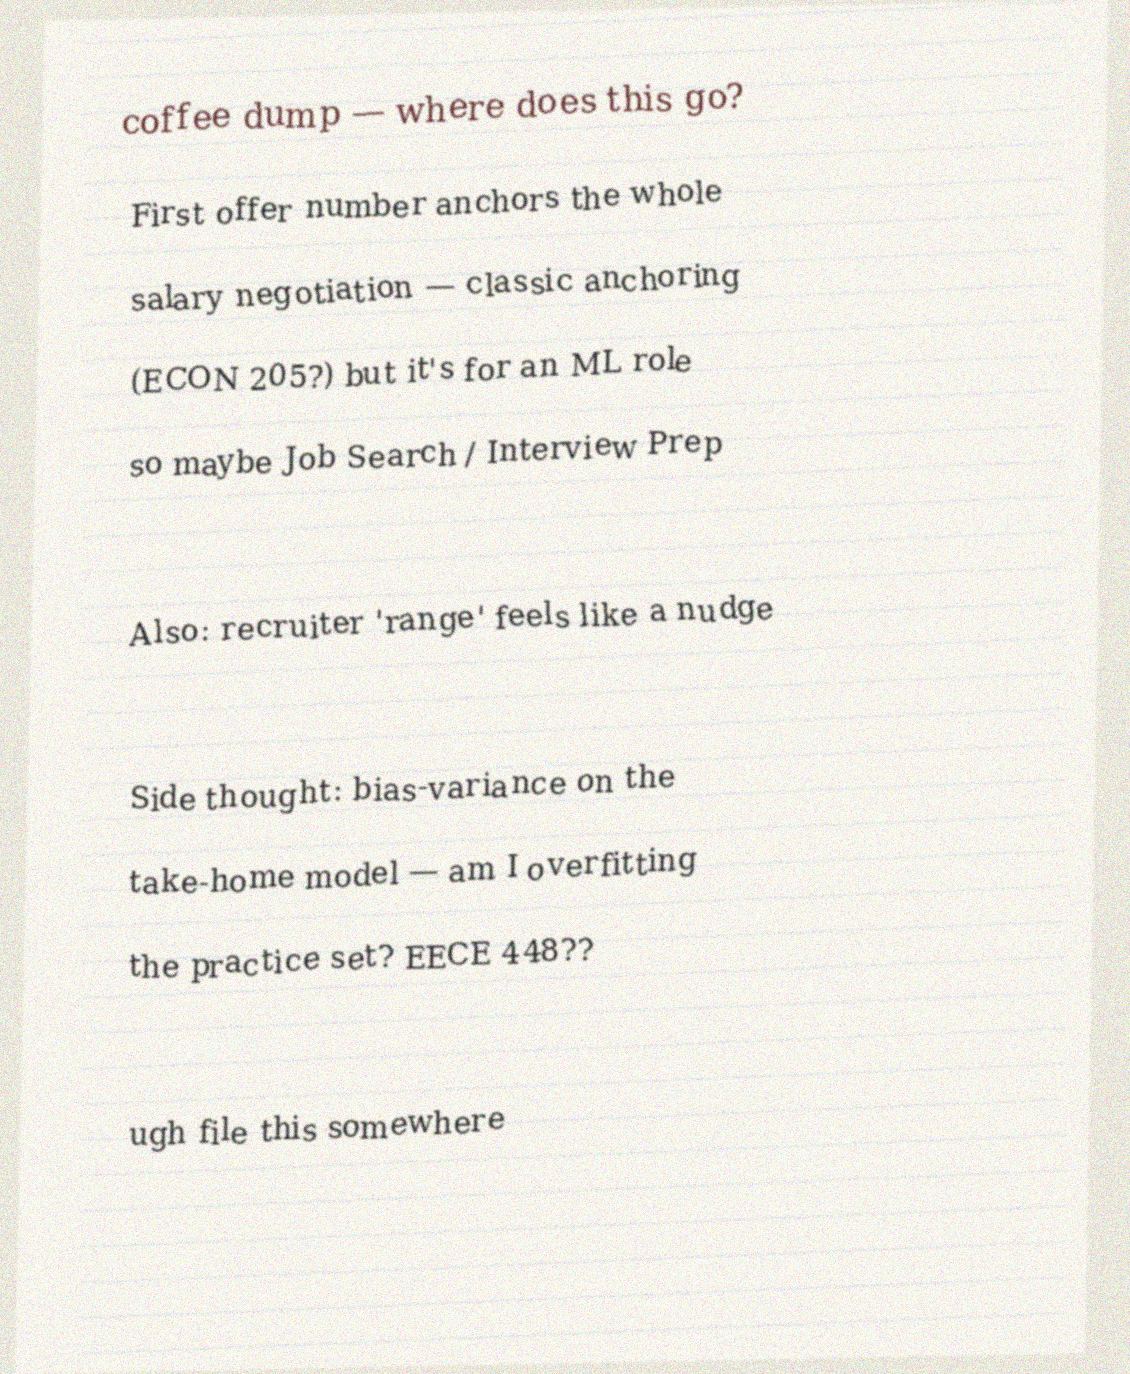 coffee dump — where does this go?
First offer number anchors the whole
salary negotiation — classic anchoring
(ECON 205?) but it's for an ML role
so maybe Job Search / Interview Prep
Also: recruiter 'range' feels like a nudge
Side thought: bias-variance on the
take-home model — am I overfitting
the practice set? EECE 448??
ugh file this somewhere